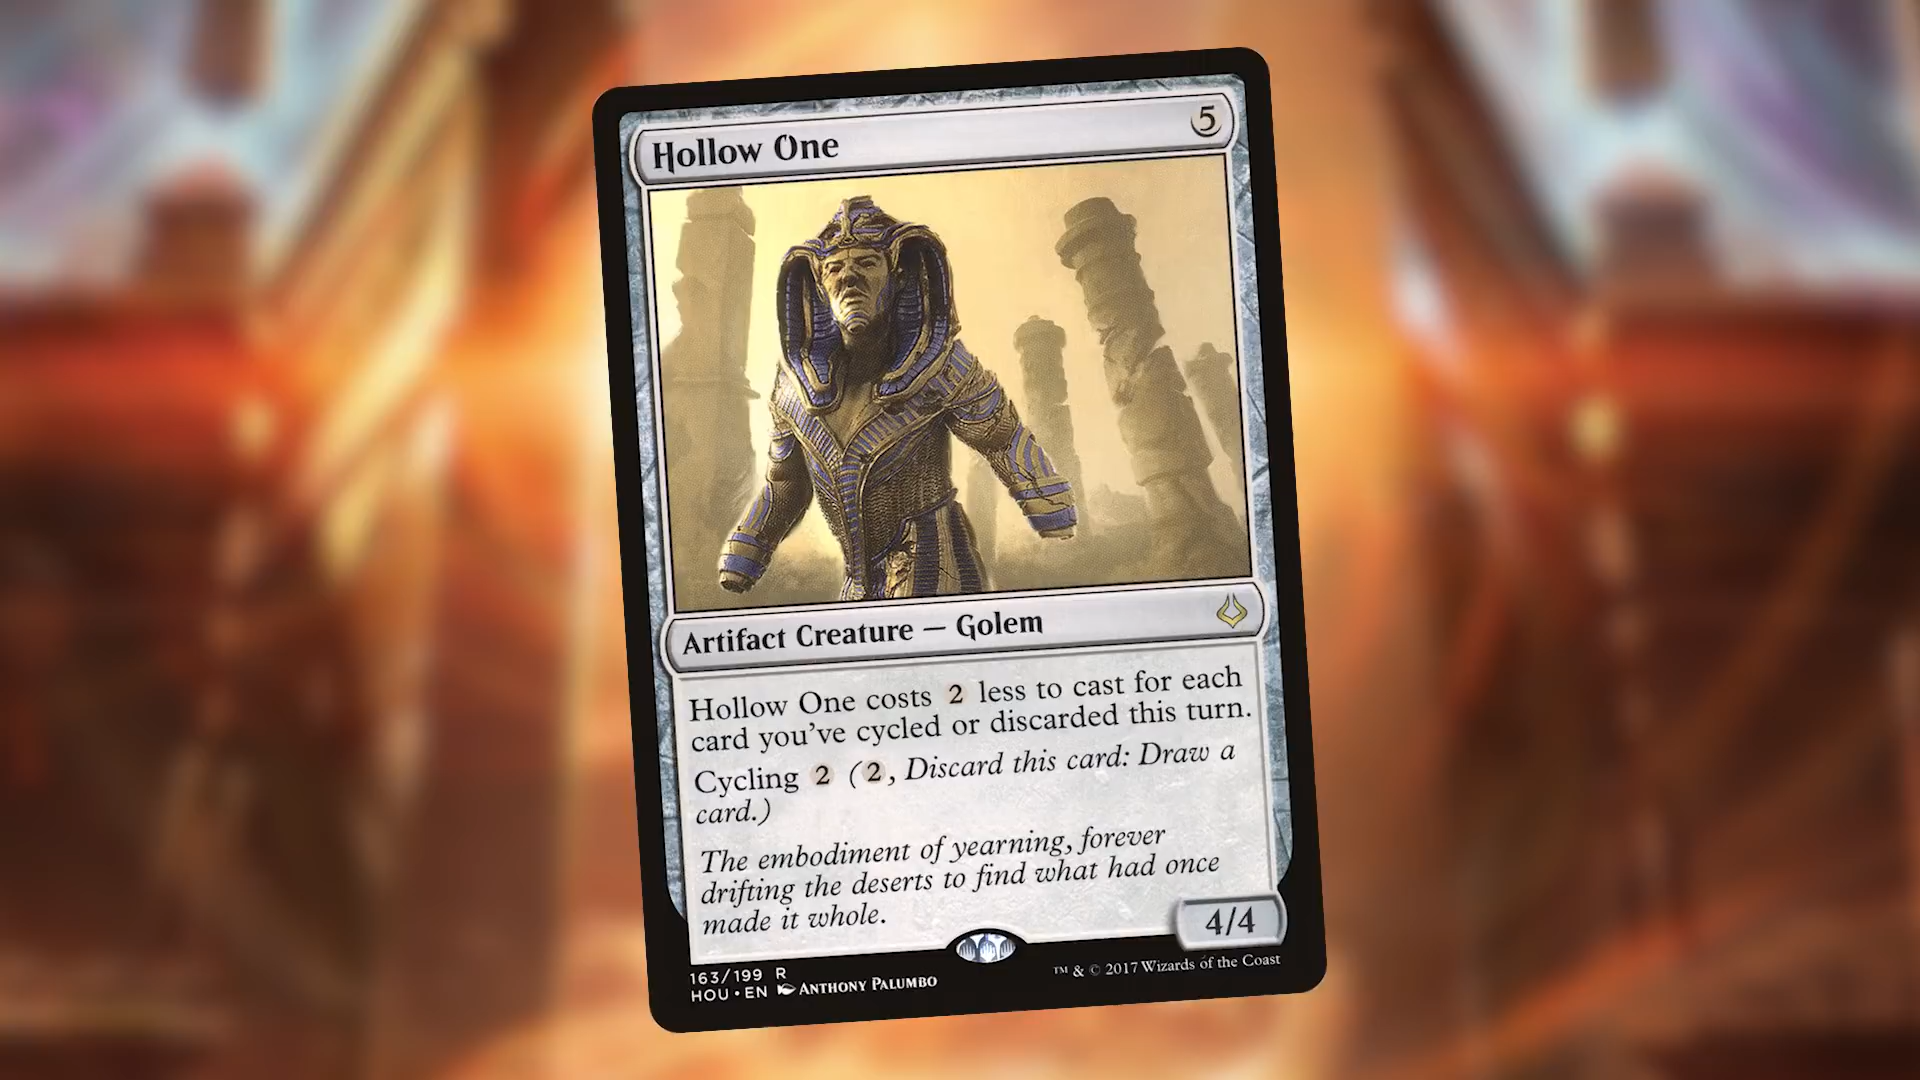 Hollow One 5
Artifact Creature — Golem
Hollow One costs 2 less to cast for each
card you've cycled or discarded this turn.
Cycling 2 (2, Discard this card: Draw a
card.)
The embodiment of yearning, forever
drifting the deserts to find what had once
made it whole.
4/4
163/199 R
HOU • EN ANTHONY PALUMBO
™ & © 2017 Wizards of the Coast